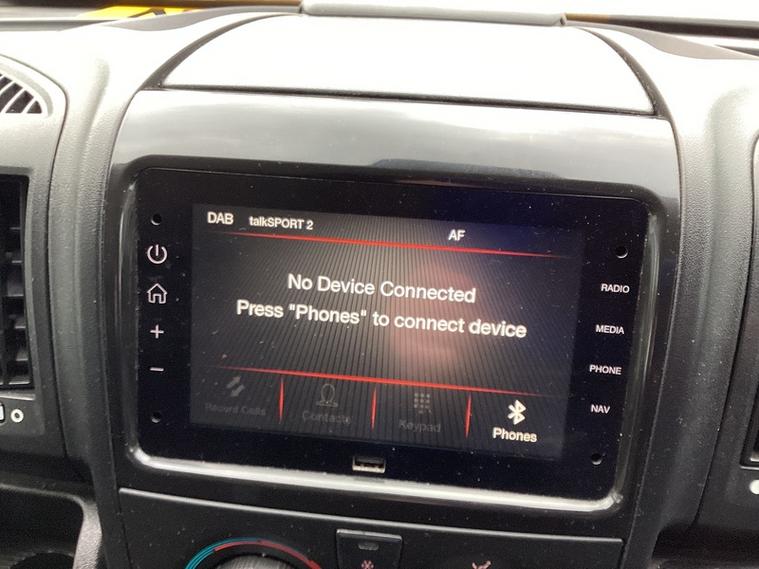 DAB talkSPORT 2 AF
No Device Connected
Press "Phones" to connect device
Record Calls Contacts Keypad Phones
RADIO
MEDIA
PHONE
NAV